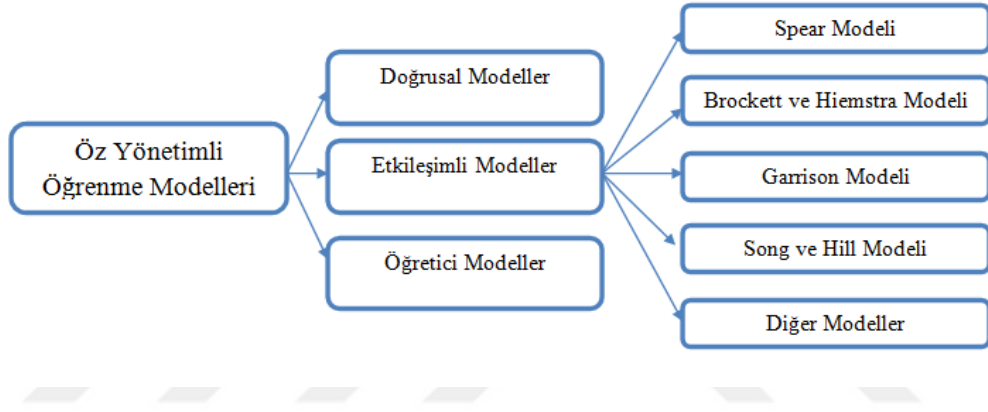 Öz Yönetimli
Öğrenme Modelleri
Doğrusal Modeller
Etkileşimli Modeller
Öğretici Modeller
Spear Modeli
Brockett ve Hiemstra Modeli
Garrison Modeli
Song ve Hill Modeli
Diğer Modeller